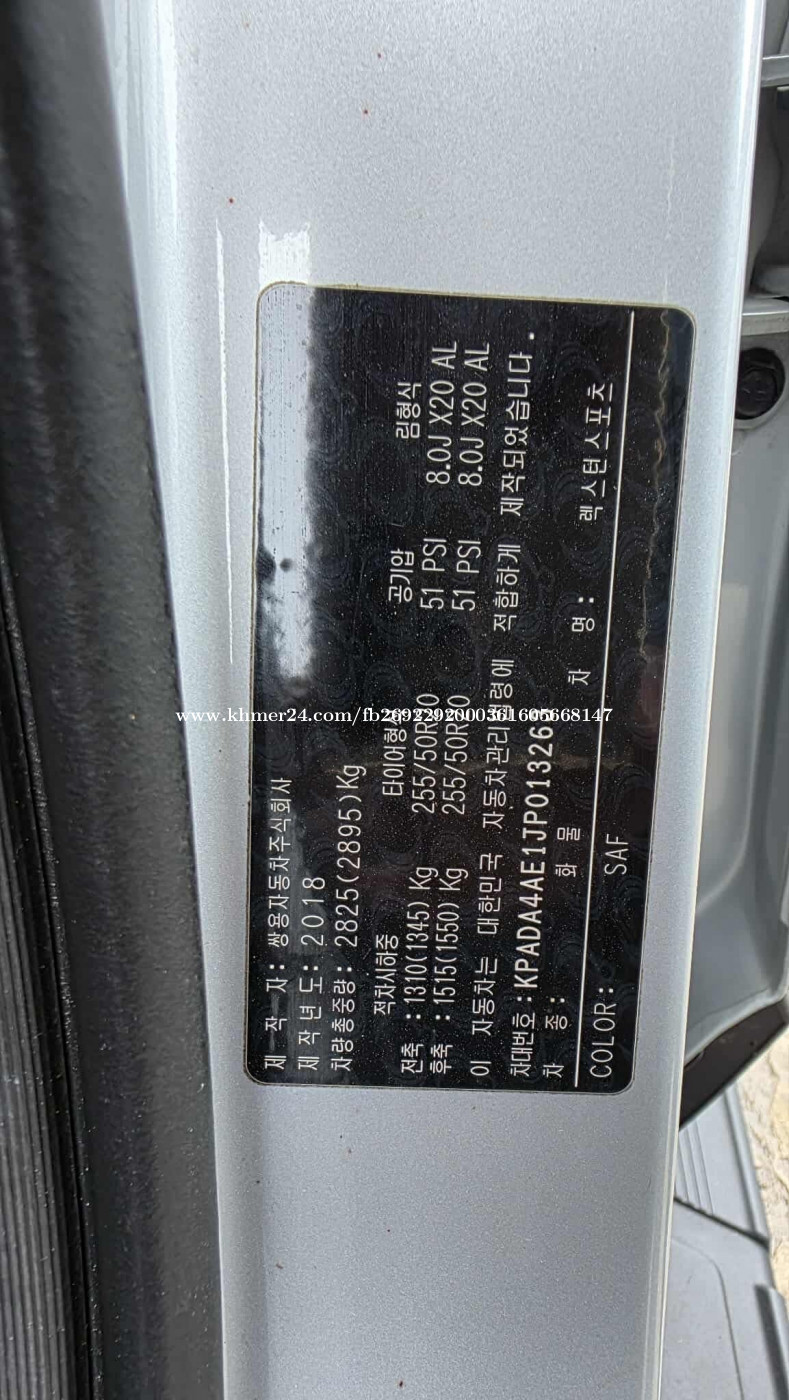 제 작 자: 쌍용자동차주식회사
제 작 년 도: 2018
차량총중량: 2825(2895)Kg
적차시하중 타이어형식 공기압 림형식
전축 : 1310(1345) Kg 255/50R20 51 PSI 8.0J X20 AL
후축 : 1515(1550) Kg 255/50R20 51 PSI 8.0J X20 AL
이 자동차는 대한민국 자동차관리법령에 적합하게 제작되었습니다.
차대번호:KPADA4AE1JP01326
차 종: 화 물 차 명: 렉스턴스포츠
COLOR: SAF
www.khmer24.com/fb2692292000361605668147